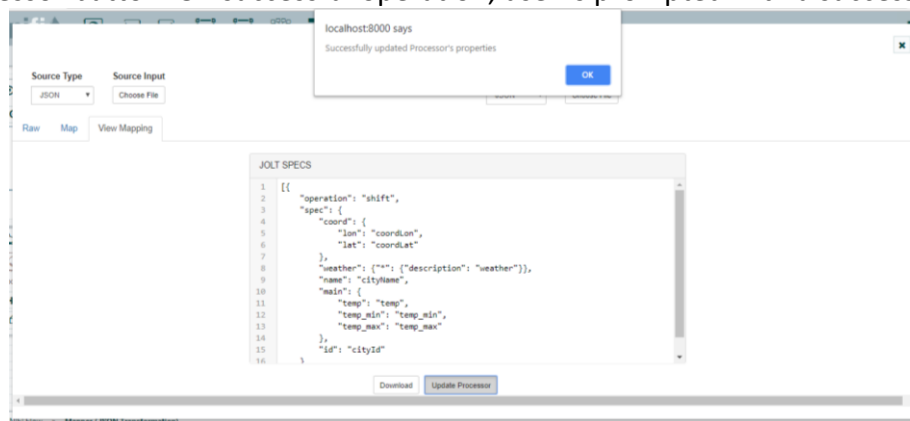 localhost:8000 says
Successfully updated Processor's properties
OK
Source Type Source Input
JSON Choose File
Raw Map View Mapping
JOLT SPECS
1 [{
2 "operation": "shift",
3 "spec": {
4 "coord": {
5 "lon": "coordLon",
6 "lat": "coordLat"
7 },
8 "weather": {"*": {"description": "weather"}},
9 "name": "cityName",
10 "main": {
11 "temp": "temp",
12 "temp_min": "temp_min",
13 "temp_max": "temp_max"
14 },
15 "id": "cityId"
16 }
Download Update Processor